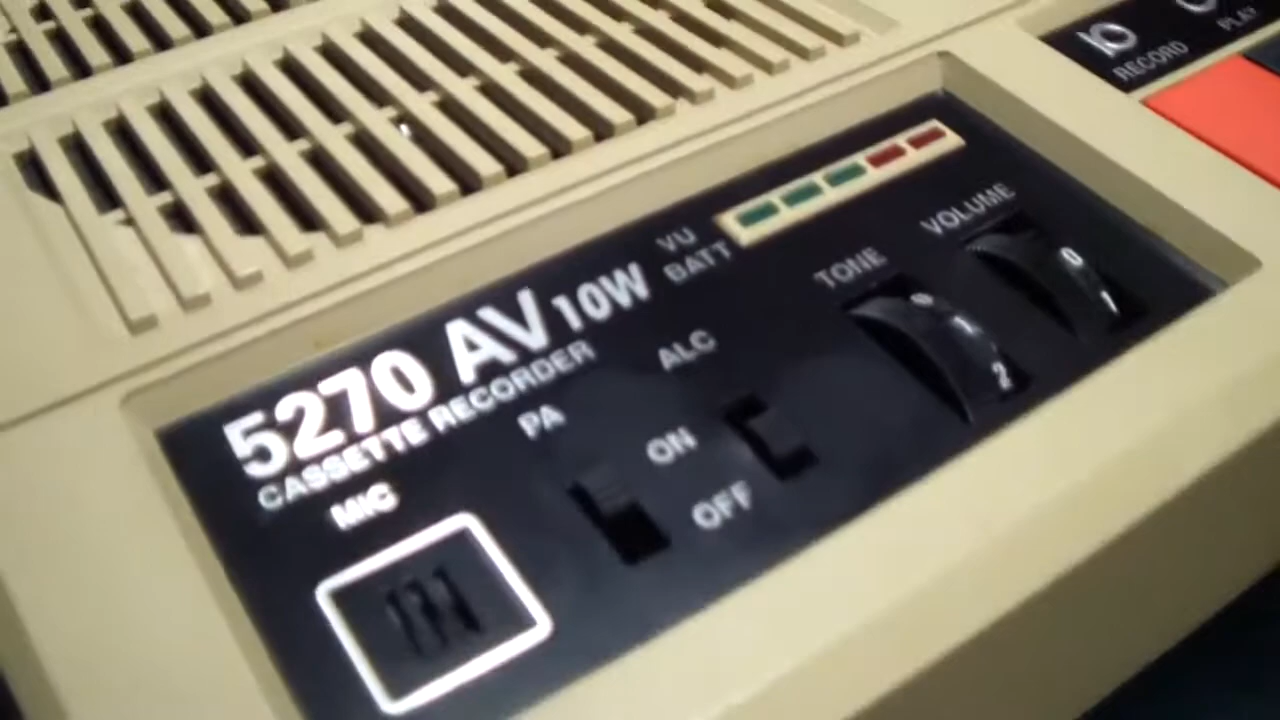 RECORD
PLAY
VOLUME
0
1
TONE
0
1
2
VU
BATT
5270 AV 10W
CASSETTE RECORDER
ALC
PA
ON
OFF
MIC